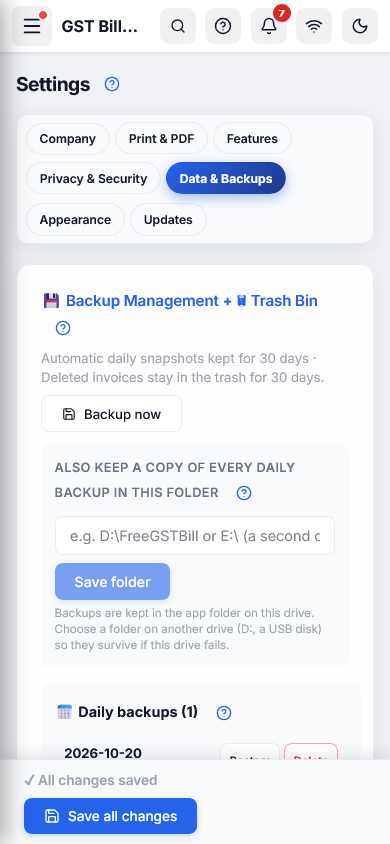 GST Bill...
7
Settings
Company
Print & PDF
Features
Privacy & Security
Data & Backups
Appearance
Updates
Backup Management + Trash Bin
Automatic daily snapshots kept for 30 days ·
Deleted invoices stay in the trash for 30 days.
Backup now
ALSO KEEP A COPY OF EVERY DAILY
BACKUP IN THIS FOLDER
e.g. D:\FreeGSTBill or E:\ (a second c
Save folder
Backups are kept in the app folder on this drive.
Choose a folder on another drive (D:, a USB disk)
so they survive if this drive fails.
Daily backups (1)
2026-10-20
Restore
Delete
✓ All changes saved
Save all changes